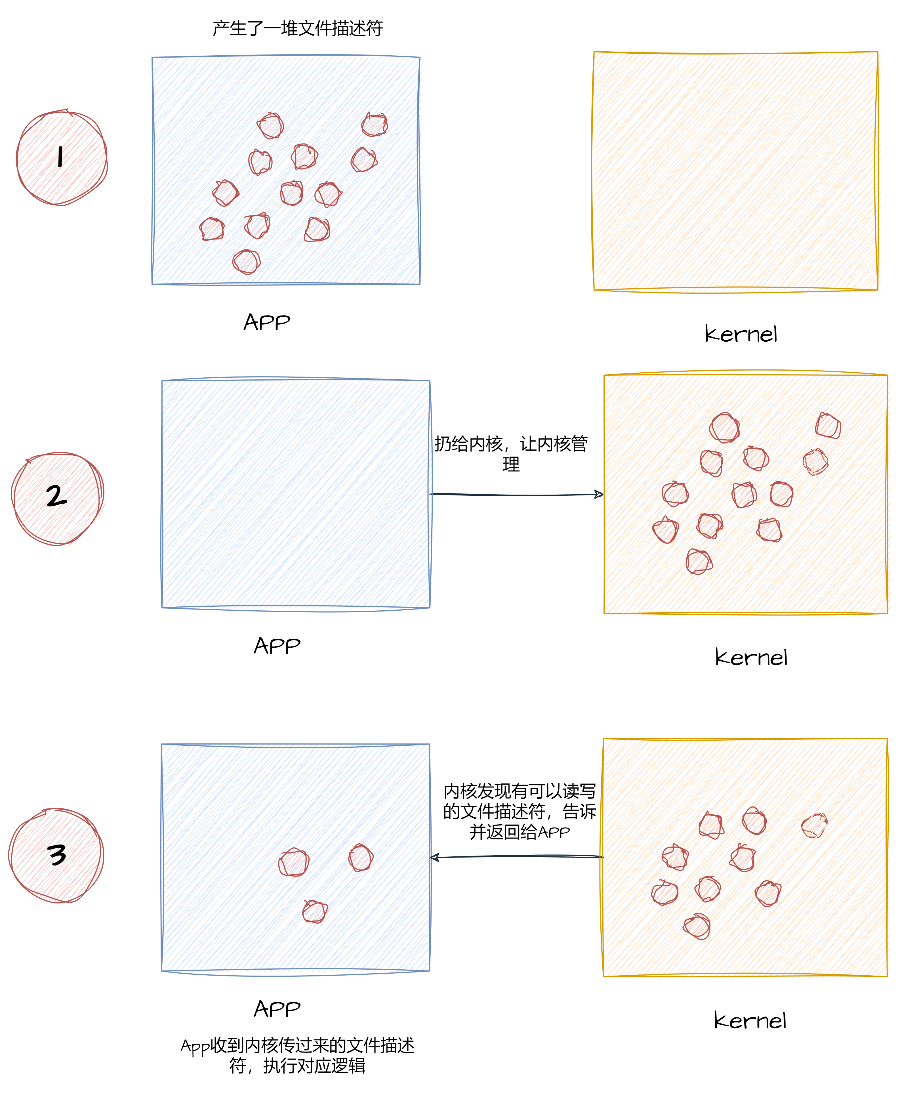 产生了一堆文件描述符
1
APP
kernel
扔给内核，让内核管
理
2
APP
kernel
内核发现有可以读写
的文件描述符，告诉
并返回给APP
3
APP
kernel
App收到内核传过来的文件描述
符，执行对应逻辑